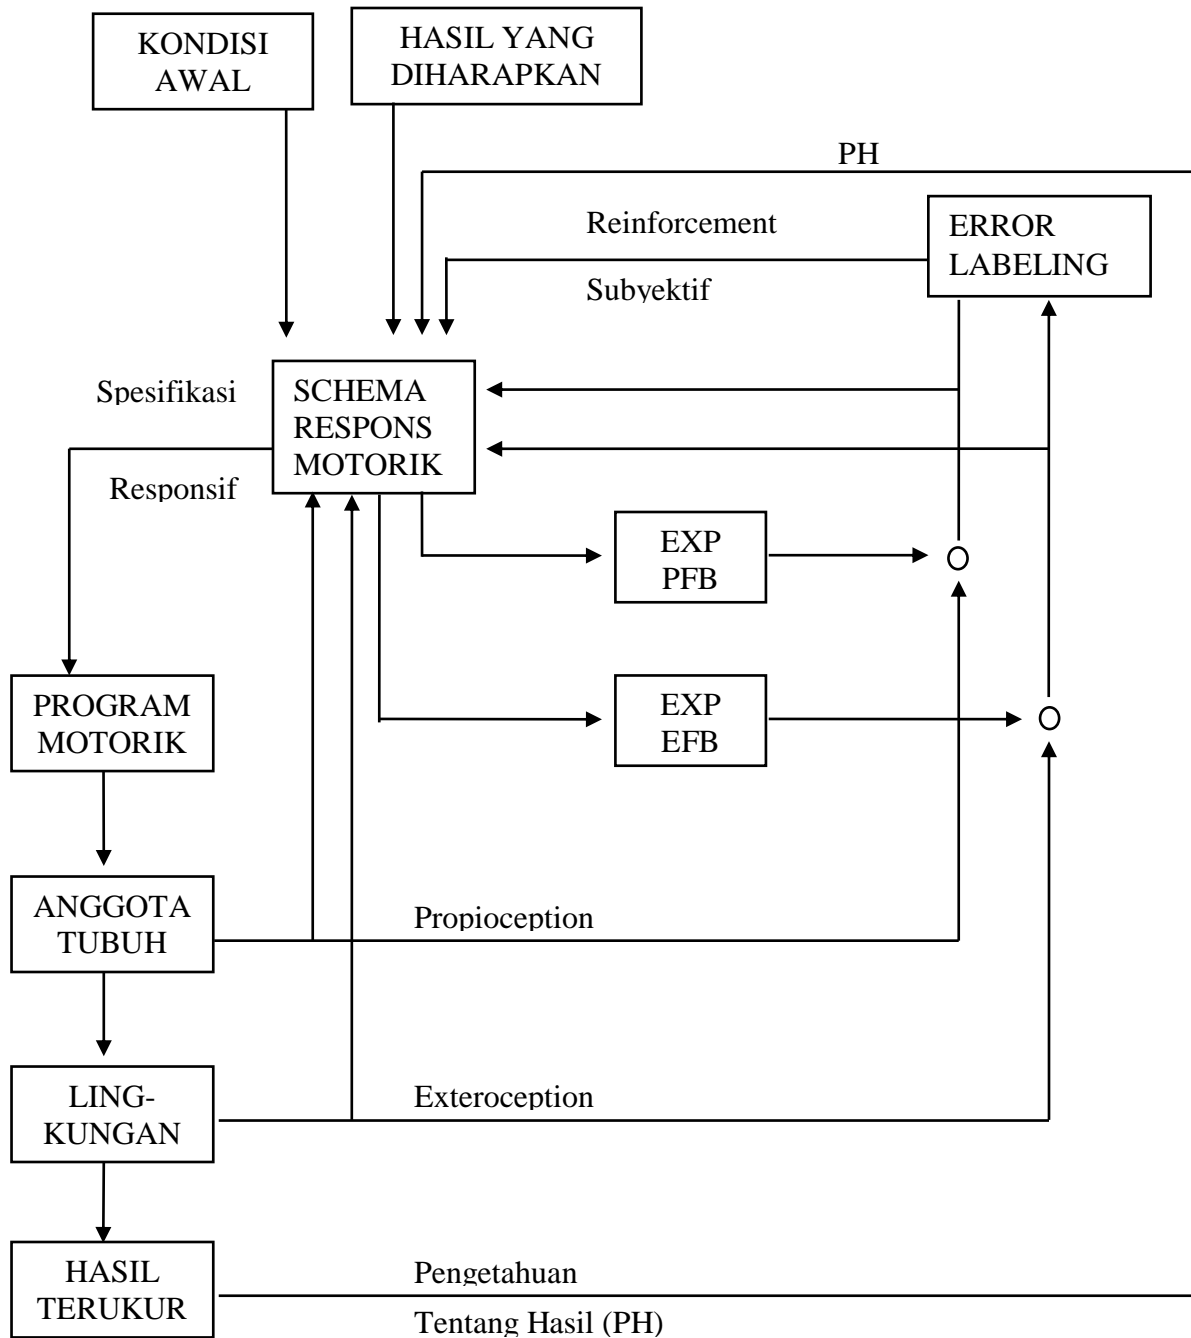 KONDISI
AWAL
HASIL YANG
DIHARAPKAN
PH
Reinforcement
Subyektif
ERROR
LABELING
Spesifikasi
Responsif
SCHEMA
RESPONS
MOTORIK
EXP
PFB
PROGRAM
MOTORIK
EXP
EFB
ANGGOTA
TUBUH
Propioception
LING-
KUNGAN
Exteroception
HASIL
TERUKUR
Pengetahuan
Tentang Hasil (PH)